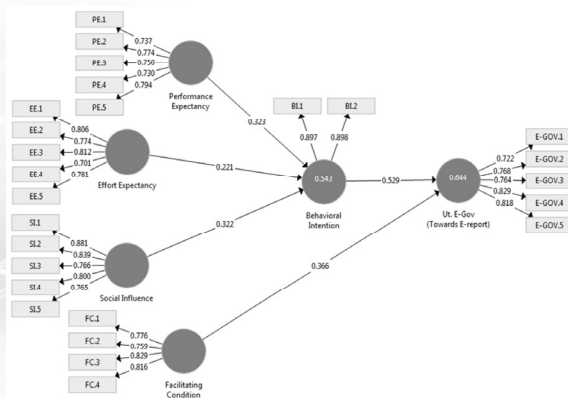 PE.1
PE.2
PE.3
PE.4
PE.5
0.737
0.774
0.750
0.730
0.794
Performance
Expectancy
EE.1
EE.2
EE.3
EE.4
EE.5
0.806
0.774
0.812
0.701
0.781
Effort Expectancy
SI.1
SI.2
SI.3
SI.4
SI.5
0.881
0.839
0.766
0.800
0.765
Social Influence
FC.1
FC.2
FC.3
FC.4
0.776
0.759
0.829
0.816
Facilitating
Condition
0.323
0.221
0.322
0.366
BI.1
BI.2
0.897
0.898
0.543
Behavioral
Intention
0.529
0.644
Ut. E-Gov
(Towards E-report)
0.722
0.768
0.764
0.829
0.818
E-GOV.1
E-GOV.2
E-GOV.3
E-GOV.4
E-GOV.5